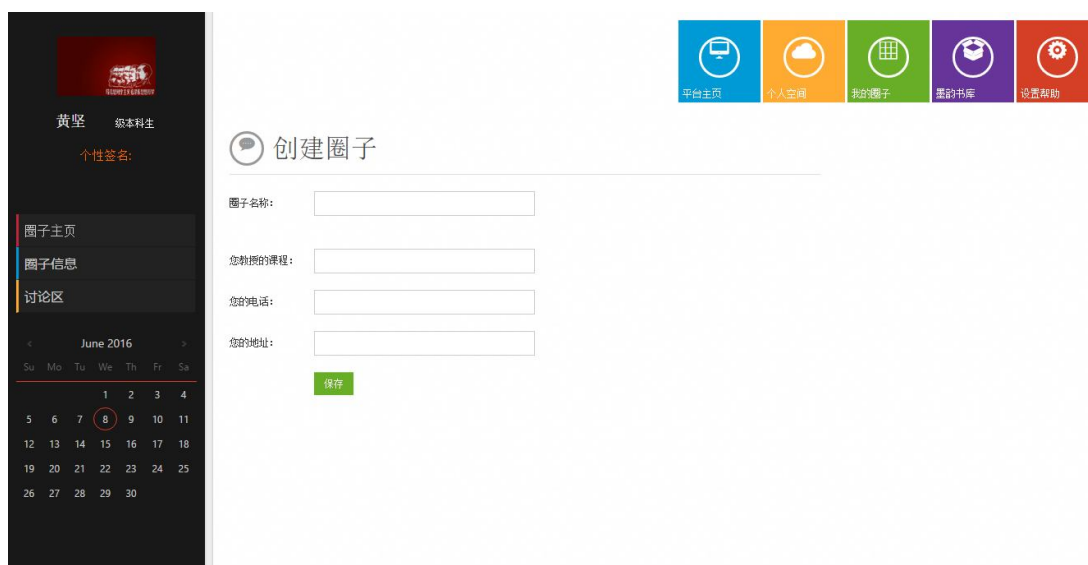 平台主页
个人空间
我的圈子
墨韵书库
设置帮助
黄坚 级本科生
个性签名:
圈子主页
圈子信息
讨论区
June 2016
Su Mo Tu We Th Fr Sa
1 2 3 4
5 6 7 8 9 10 11
12 13 14 15 16 17 18
19 20 21 22 23 24 25
26 27 28 29 30
创建圈子
圈子名称:
您教授的课程:
您的电话:
您的地址:
保存